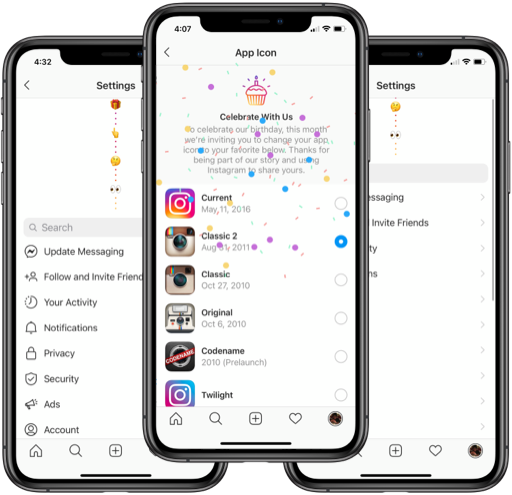 4:32
Settings
Search
Update Messaging
Follow and Invite Friend
Your Activity
Notifications
Privacy
Security
Ads
Account
4:07
App Icon
Celebrate With Us
To celebrate our birthday, this month
we're inviting you to change your app
icon to your favorite below. Thanks for
being part of our story and using
Instagram to share yours.
Current
May 11, 2016
Classic 2
Aug 31, 2011
Classic
Oct 27, 2010
Original
Oct 6, 2010
CODENAME
Codename
2010 (Prelaunch)
Twilight
Settings
essaging
Invite Friends
ty
ns